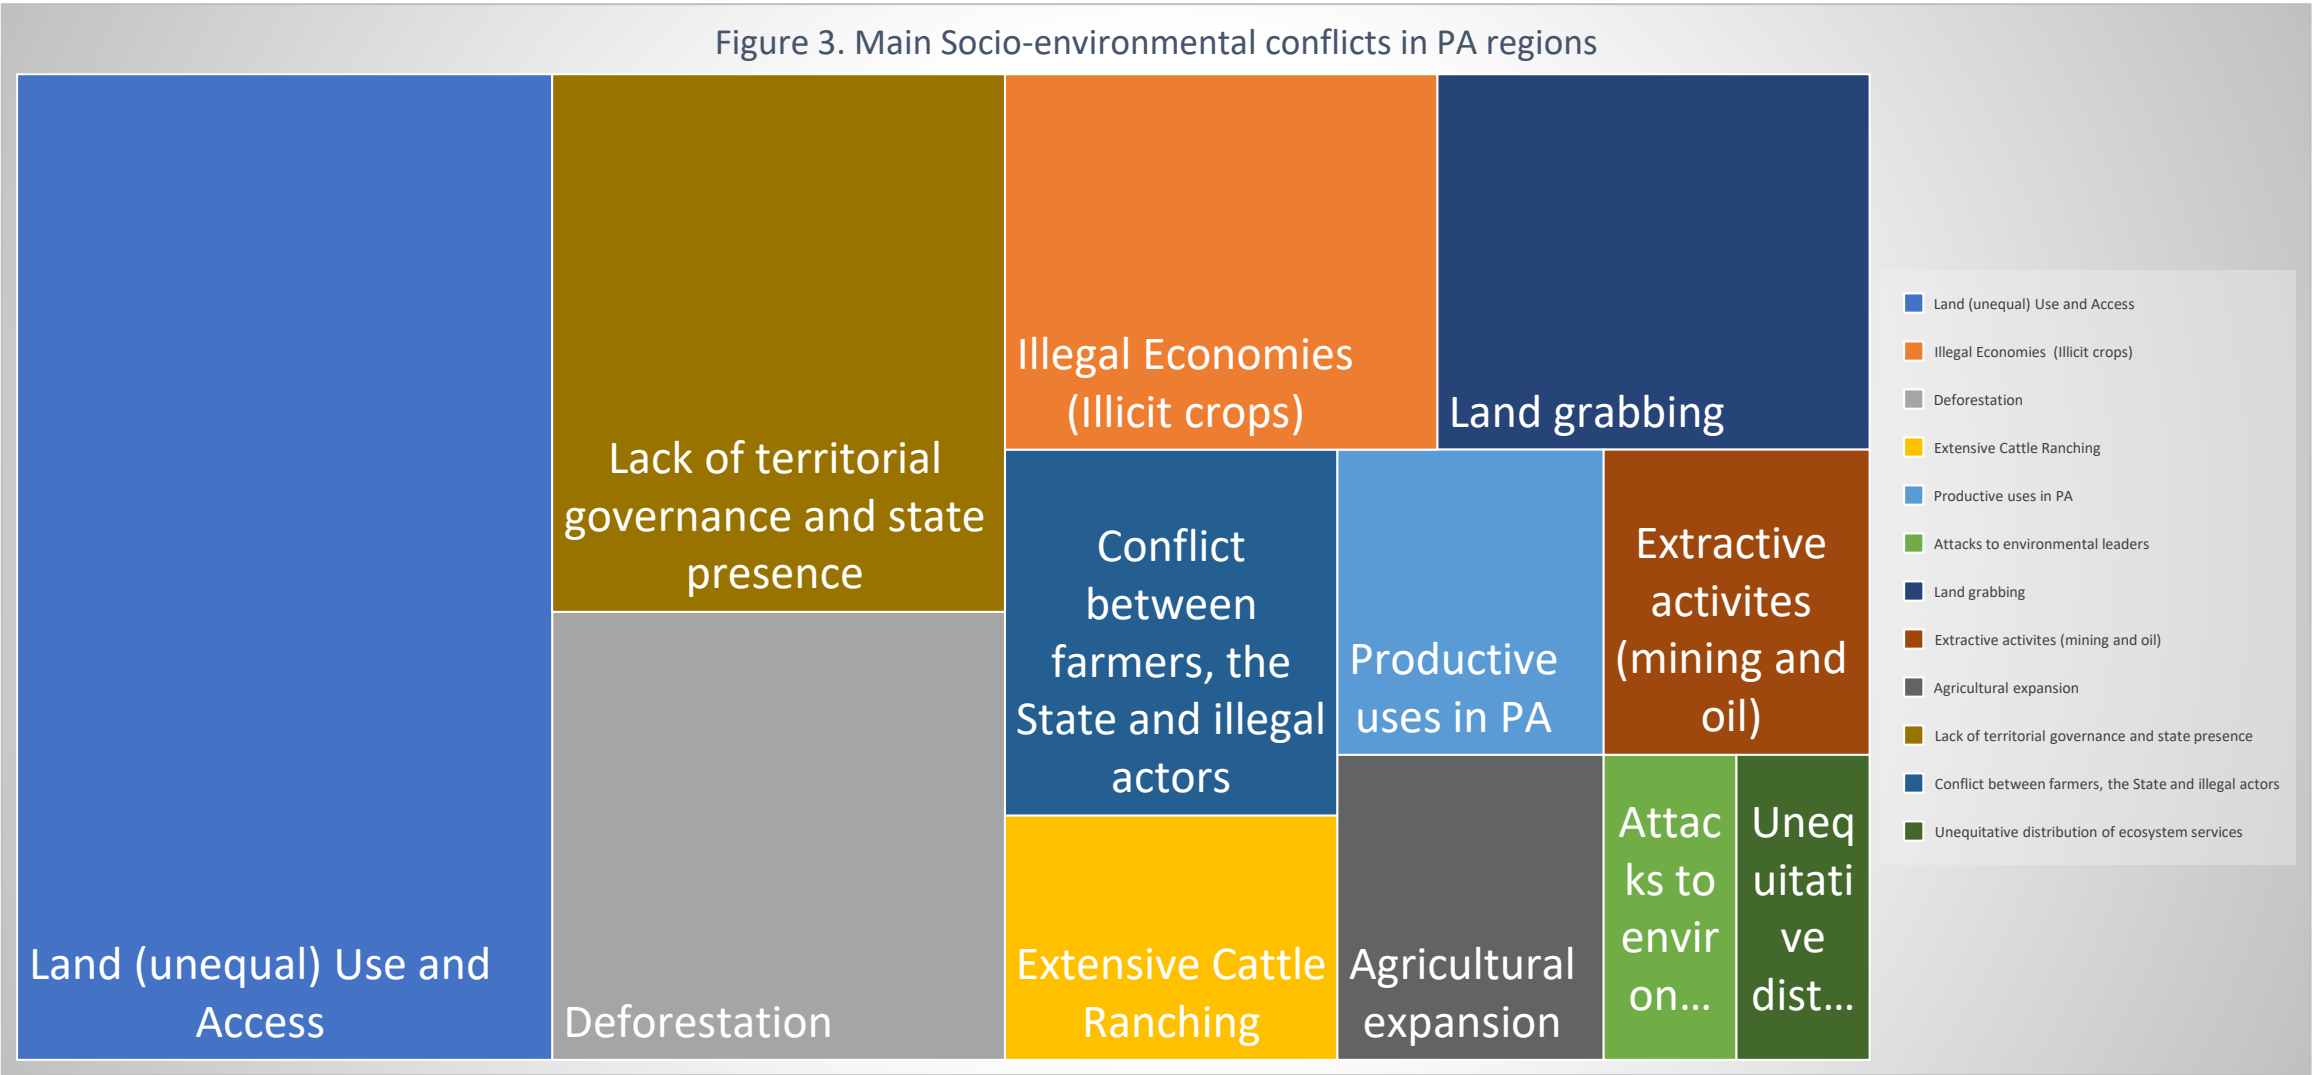 Figure 3. Main Socio-environmental conflicts in PA regions
Land (unequal) Use and
Access
Lack of territorial
governance and state
presence
Deforestation
Illegal Economies
(Illicit crops)
Land grabbing
Conflict
between
farmers, the
State and illegal
actors
Extensive Cattle
Ranching
Productive
uses in PA
Extractive
activites
(mining and
oil)
Agricultural
expansion
Attac
ks to
envir
on...
Uneq
uitati
ve
dist...
Land (unequal) Use and Access
Illegal Economies (Illicit crops)
Deforestation
Extensive Cattle Ranching
Productive uses in PA
Attacks to environmental leaders
Land grabbing
Extractive activites (mining and oil)
Agricultural expansion
Lack of territorial governance and state presence
Conflict between farmers, the State and illegal actors
Unequitative distribution of ecosystem services